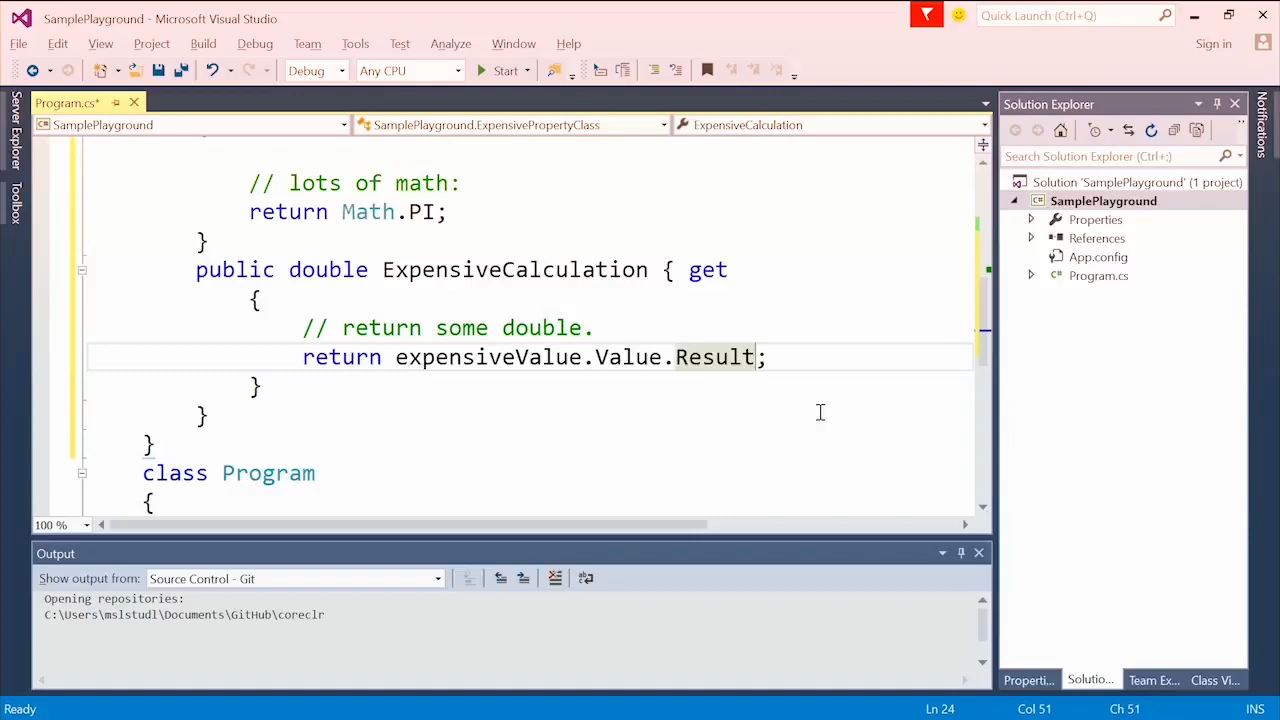 SamplePlayground - Microsoft Visual Studio
Quick Launch (Ctrl+Q)
File Edit View Project Build Debug Team Tools Test Analyze Window Help
Sign in
Debug Any CPU Start
Server Explorer
Toolbox
Program.cs*
SamplePlayground SamplePlayground.ExpensivePropertyClass ExpensiveCalculation
// lots of math:
return Math.PI;
}
public double ExpensiveCalculation { get
{
// return some double.
return expensiveValue.Value.Result;
}
}
}
class Program
{
100 %
Output
Show output from: Source Control - Git
Opening repositories:
C:\Users\mslstudl\Documents\GitHub\coreclr
Solution Explorer
Search Solution Explorer (Ctrl+;)
Solution 'SamplePlayground' (1 project)
SamplePlayground
Properties
References
App.config
Program.cs
Properti... Solutio... Team Ex... Class Vi...
Notifications
Ready Ln 24 Col 51 Ch 51 INS